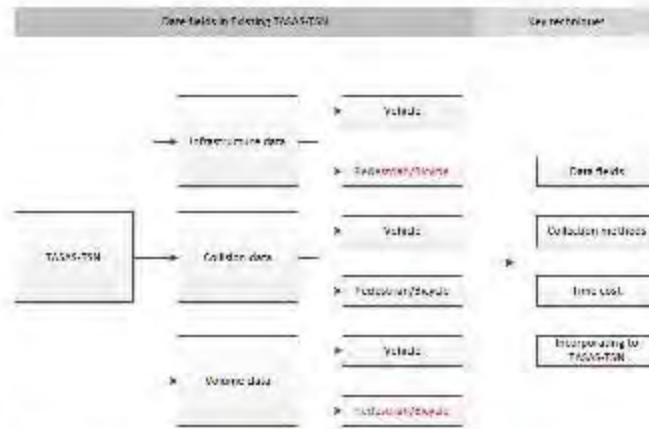 Data fields in Existing TASAS-TSN
Key techniques
Vehicle
Infrastructure data
Pedestrian/Bicycle
Data fields
Vehicle
Collection methods
TASAS-TSN
Collision data
Pedestrian/Bicycle
Time cost
Vehicle
Incorporating to
TASAS-TSN
Volume data
Pedestrian/Bicycle